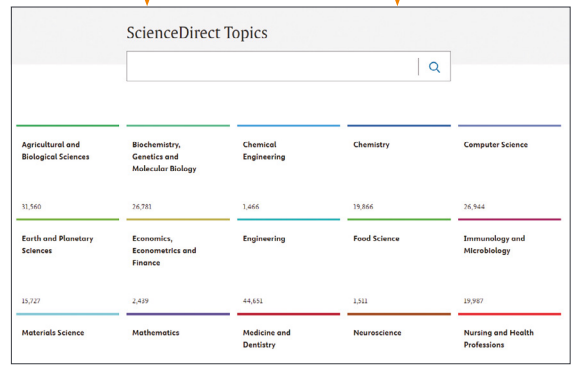 ScienceDirect Topics
Agricultural and Biochemistry, Chemical Chemistry Computer Science
Biological Sciences Genetics and Engineering
Molecular Biology
31,560 26,781 1,466 19,866 26,944
Earth and Planetary Economics, Engineering Food Science Immunology and
Sciences Econometrics and Microbiology
Finance
15,727 2,439 44,651 1,511 19,987
Materials Science Mathematics Medicine and Neuroscience Nursing and Health
Dentistry Professions